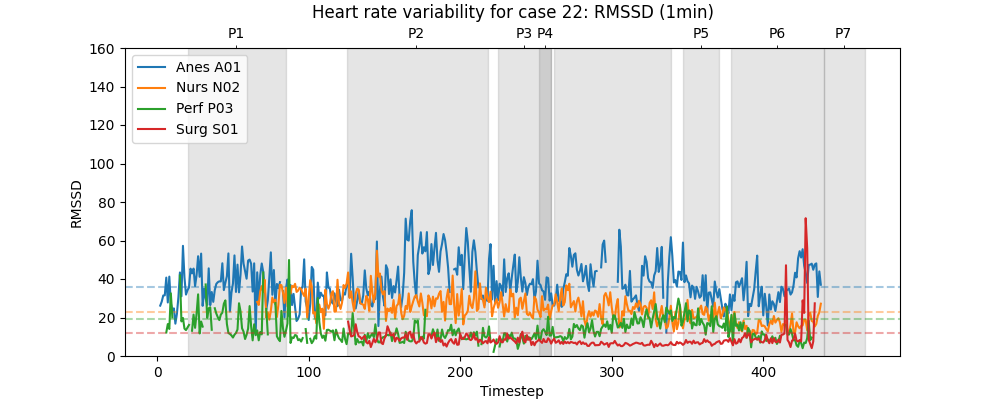 Heart rate variability for case 22: RMSSD (1min)
P1 P2 P3 P4 P5 P6 P7
160
140
120
100
80
60
40
20
0
RMSSD
Anes A01
Nurs N02
Perf P03
Surg S01
0 100 200 300 400
Timestep